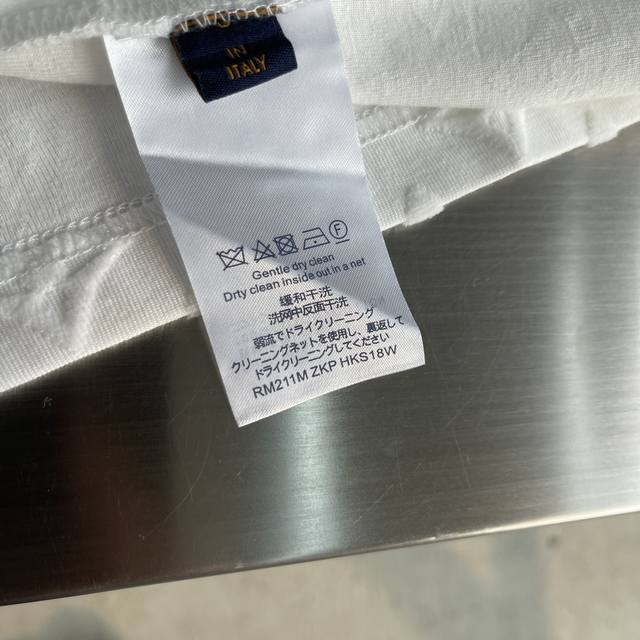 IN
ITALY
F
Gentle dry clean
Drty clean inside out in a net
缓和干洗
洗网中反面干洗
弱流でドライクリーニング
クリーニングネットを使用し、裏返して
ドライクリーニングしてください
RM211M ZKP HKS18W